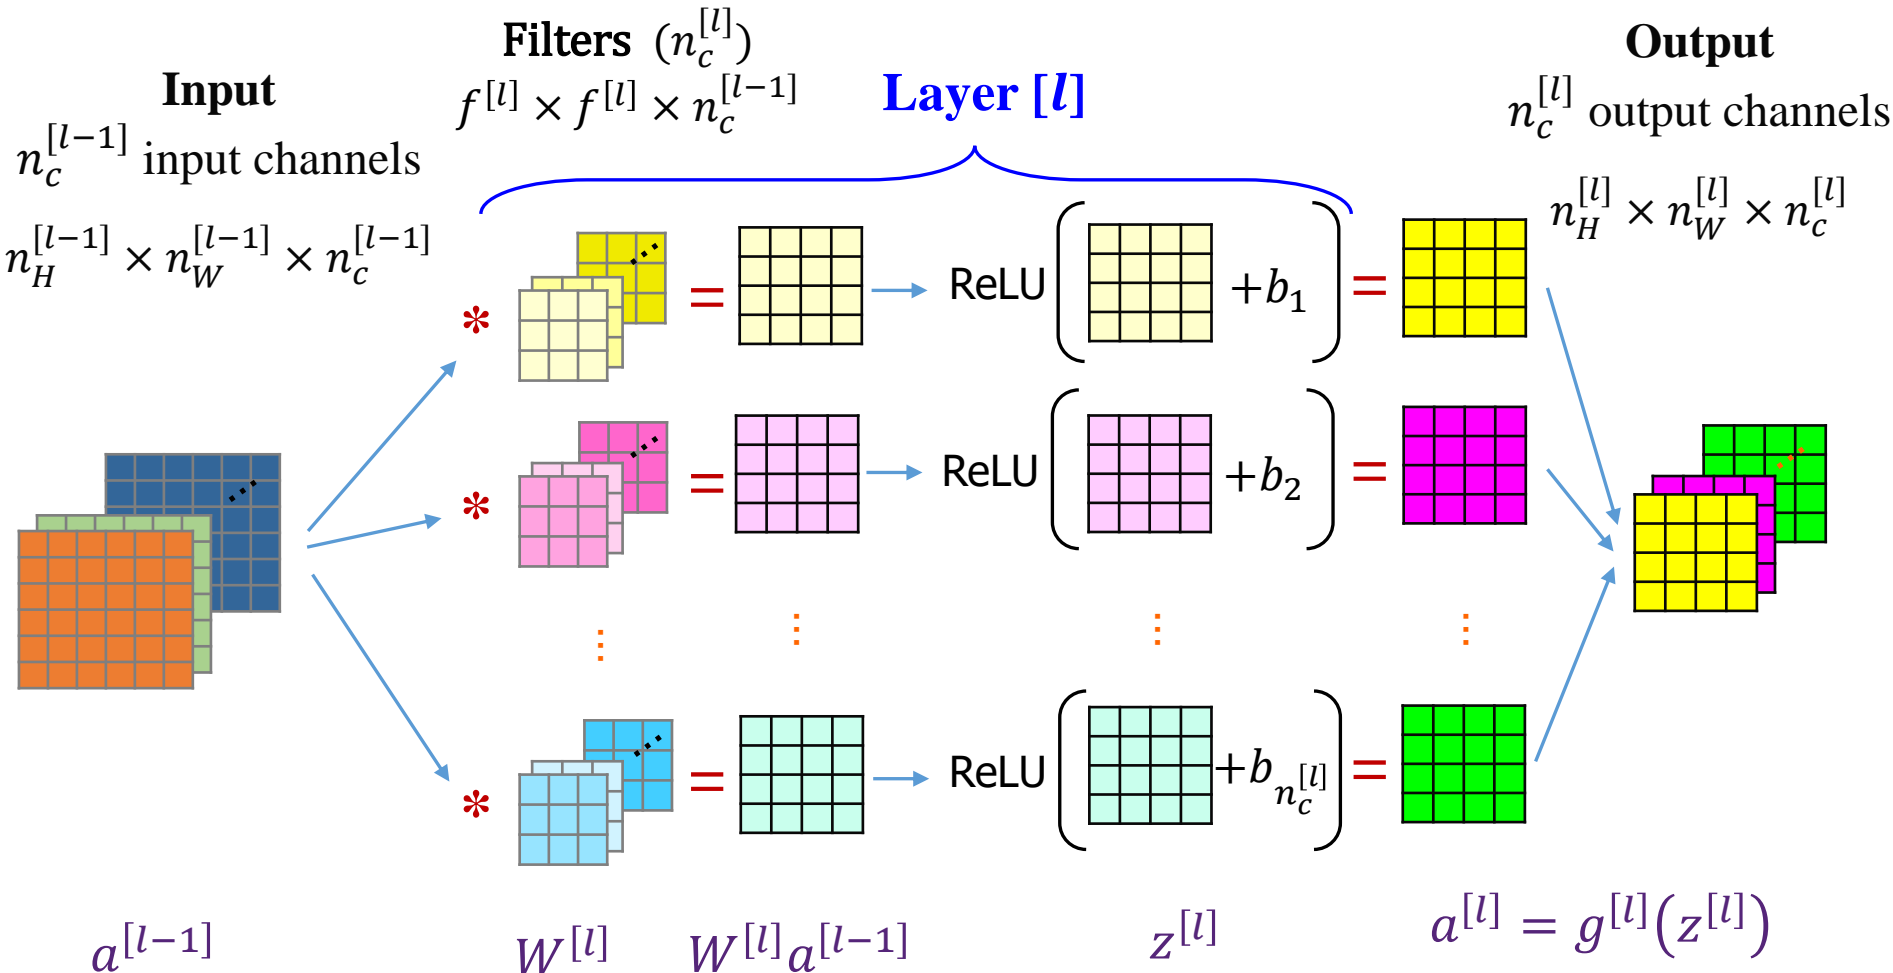 Input
n_c^{[l−1]} input channels
n_H^{[l−1]} × n_W^{[l−1]} × n_c^{[l−1]}
Filters (n_c^{[l]})
f^{[l]} × f^{[l]} × n_c^{[l−1]}
Layer [l]
Output
n_c^{[l]} output channels
n_H^{[l]} × n_W^{[l]} × n_c^{[l]}
* = ReLU ( +b_1 ) =
* = ReLU ( +b_2 ) =
⋮ ⋮ ⋮ ⋮
* = ReLU ( +b_{n_c^{[l]}} ) =
a^{[l−1]}
W^{[l]}
W^{[l]}a^{[l−1]}
z^{[l]}
a^{[l]} = g^{[l]}(z^{[l]})